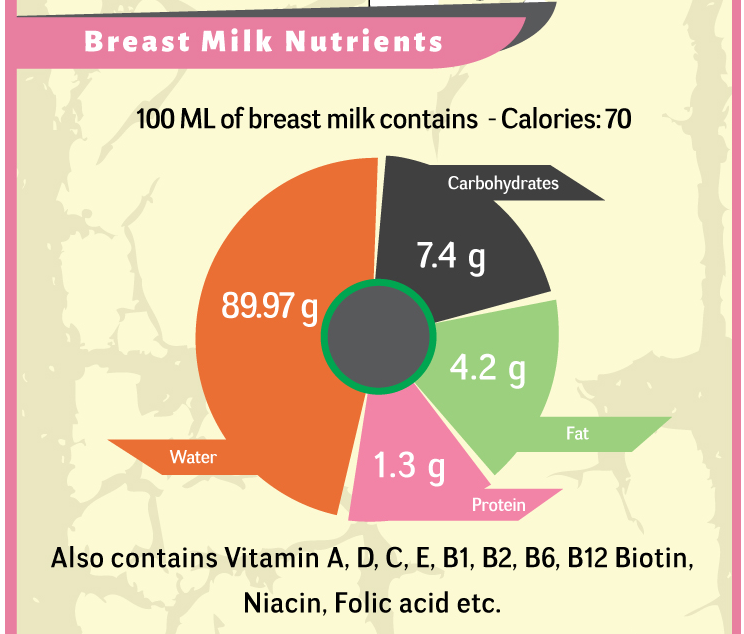 Breast Milk Nutrients
100 ML of breast milk contains - Calories: 70
Carbohydrates
7.4 g
89.97 g
4.2 g
Fat
Water
1.3 g
Protein
Also contains Vitamin A, D, C, E, B1, B2, B6, B12 Biotin,
Niacin, Folic acid etc.